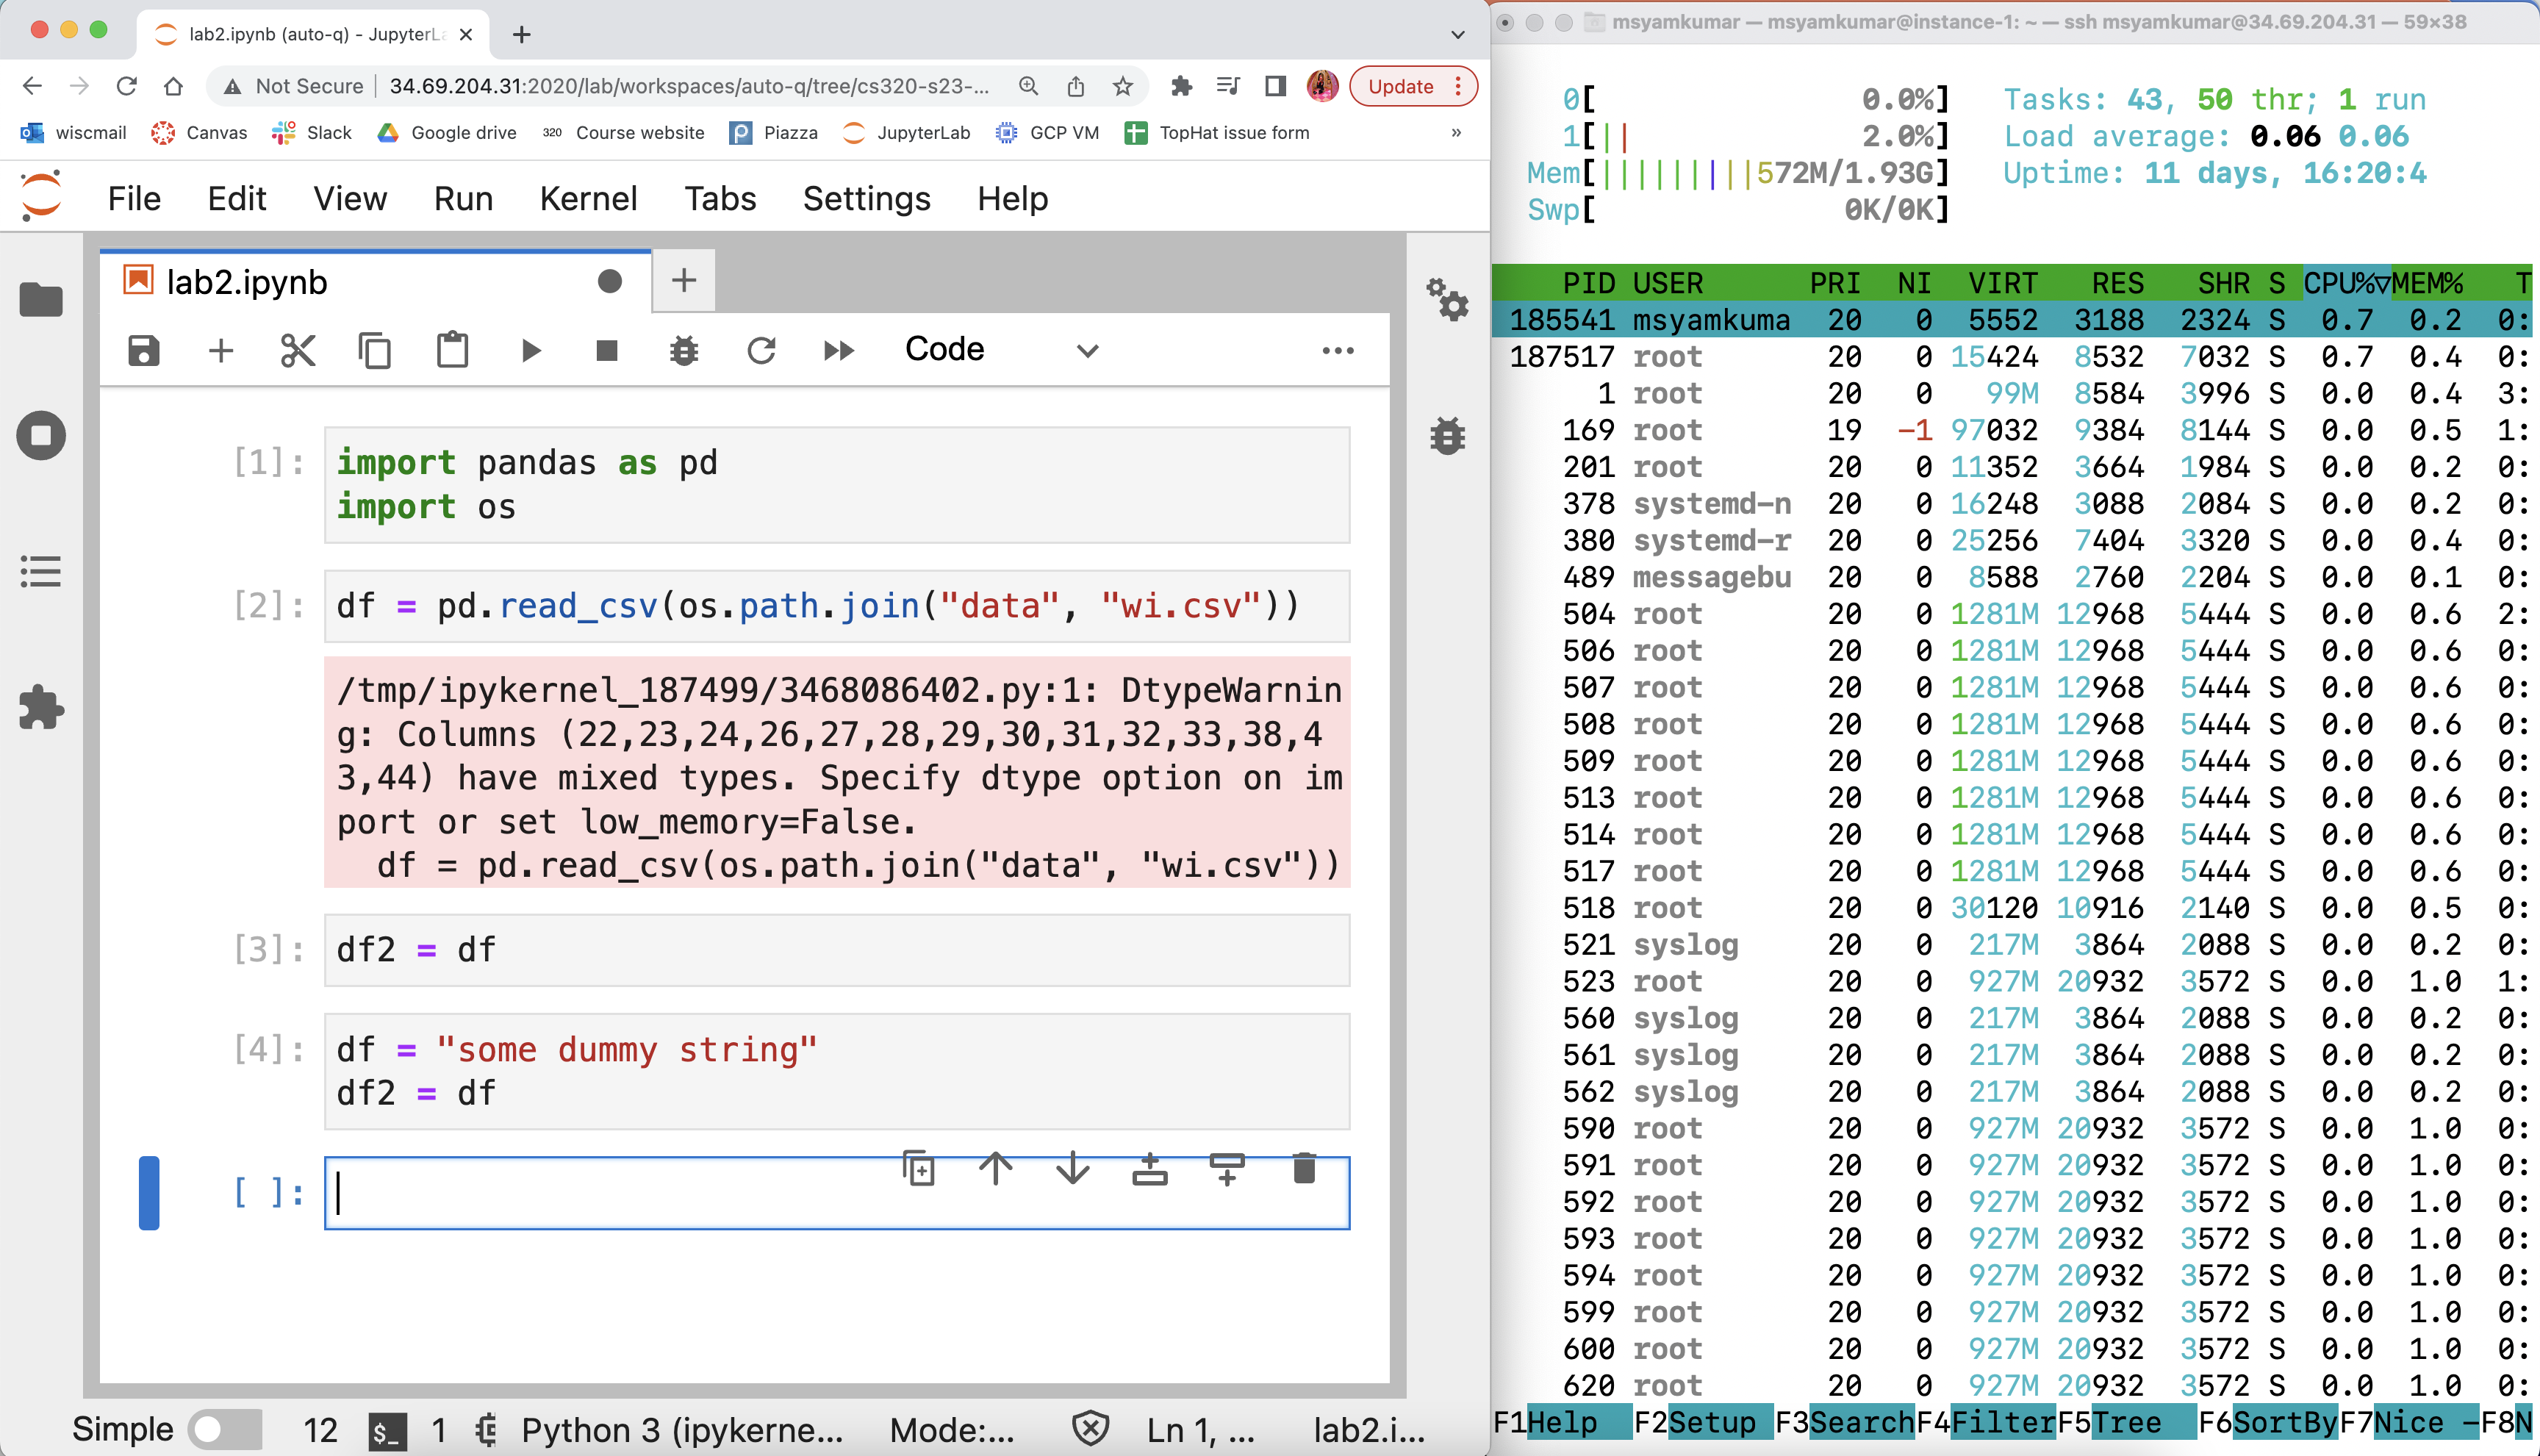 lab2.ipynb (auto-q) - JupyterLa
Not Secure | 34.69.204.31:2020/lab/workspaces/auto-q/tree/cs320-s23-...
Update
wiscmail Canvas Slack Google drive 320 Course website Piazza JupyterLab GCP VM TopHat issue form »
File Edit View Run Kernel Tabs Settings Help
lab2.ipynb
Code
[1]: import pandas as pd
import os
[2]: df = pd.read_csv(os.path.join("data", "wi.csv"))
/tmp/ipykernel_187499/3468086402.py:1: DtypeWarnin
g: Columns (22,23,24,26,27,28,29,30,31,32,33,38,4
3,44) have mixed types. Specify dtype option on im
port or set low_memory=False.
df = pd.read_csv(os.path.join("data", "wi.csv"))
[3]: df2 = df
[4]: df = "some dummy string"
df2 = df
[ ]:
Simple 12 $_ 1 Python 3 (ipykerne... Mode:... Ln 1, ... lab2.i...
msyamkumar — msyamkumar@instance-1: ~ — ssh msyamkumar@34.69.204.31 — 59×38
0[ 0.0%] Tasks: 43, 50 thr; 1 run
1[|| 2.0%] Load average: 0.06 0.06
Mem[|||||||||572M/1.93G] Uptime: 11 days, 16:20:4
Swp[ 0K/0K]
PID USER PRI NI VIRT RES SHR S CPU%▽MEM% T
185541 msyamkuma 20 0 5552 3188 2324 S 0.7 0.2 0:
187517 root 20 0 15424 8532 7032 S 0.7 0.4 0:
1 root 20 0 99M 8584 3996 S 0.0 0.4 3:
169 root 19 -1 97032 9384 8144 S 0.0 0.5 1:
201 root 20 0 11352 3664 1984 S 0.0 0.2 0:
378 systemd-n 20 0 16248 3088 2084 S 0.0 0.2 0:
380 systemd-r 20 0 25256 7404 3320 S 0.0 0.4 0:
489 messagebu 20 0 8588 2760 2204 S 0.0 0.1 0:
504 root 20 0 1281M 12968 5444 S 0.0 0.6 2:
506 root 20 0 1281M 12968 5444 S 0.0 0.6 0:
507 root 20 0 1281M 12968 5444 S 0.0 0.6 0:
508 root 20 0 1281M 12968 5444 S 0.0 0.6 0:
509 root 20 0 1281M 12968 5444 S 0.0 0.6 0:
513 root 20 0 1281M 12968 5444 S 0.0 0.6 0:
514 root 20 0 1281M 12968 5444 S 0.0 0.6 0:
517 root 20 0 1281M 12968 5444 S 0.0 0.6 0:
518 root 20 0 30120 10916 2140 S 0.0 0.5 0:
521 syslog 20 0 217M 3864 2088 S 0.0 0.2 0:
523 root 20 0 927M 20932 3572 S 0.0 1.0 1:
560 syslog 20 0 217M 3864 2088 S 0.0 0.2 0:
561 syslog 20 0 217M 3864 2088 S 0.0 0.2 0:
562 syslog 20 0 217M 3864 2088 S 0.0 0.2 0:
590 root 20 0 927M 20932 3572 S 0.0 1.0 0:
591 root 20 0 927M 20932 3572 S 0.0 1.0 0:
592 root 20 0 927M 20932 3572 S 0.0 1.0 0:
593 root 20 0 927M 20932 3572 S 0.0 1.0 0:
594 root 20 0 927M 20932 3572 S 0.0 1.0 0:
599 root 20 0 927M 20932 3572 S 0.0 1.0 0:
600 root 20 0 927M 20932 3572 S 0.0 1.0 0:
620 root 20 0 927M 20932 3572 S 0.0 1.0 0:
F1Help F2Setup F3SearchF4FilterF5Tree F6SortByF7Nice -F8N